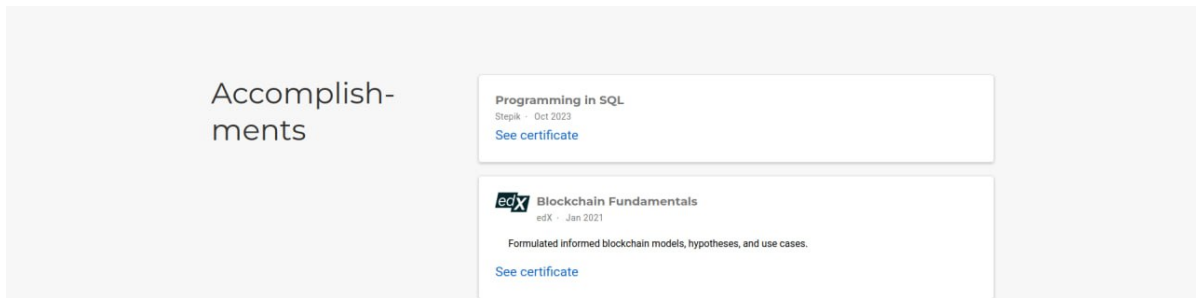 Accomplish-
ments
Programming in SQL
Stepik · Oct 2023
See certificate
edX
Blockchain Fundamentals
edX · Jan 2021
Formulated informed blockchain models, hypotheses, and use cases.
See certificate